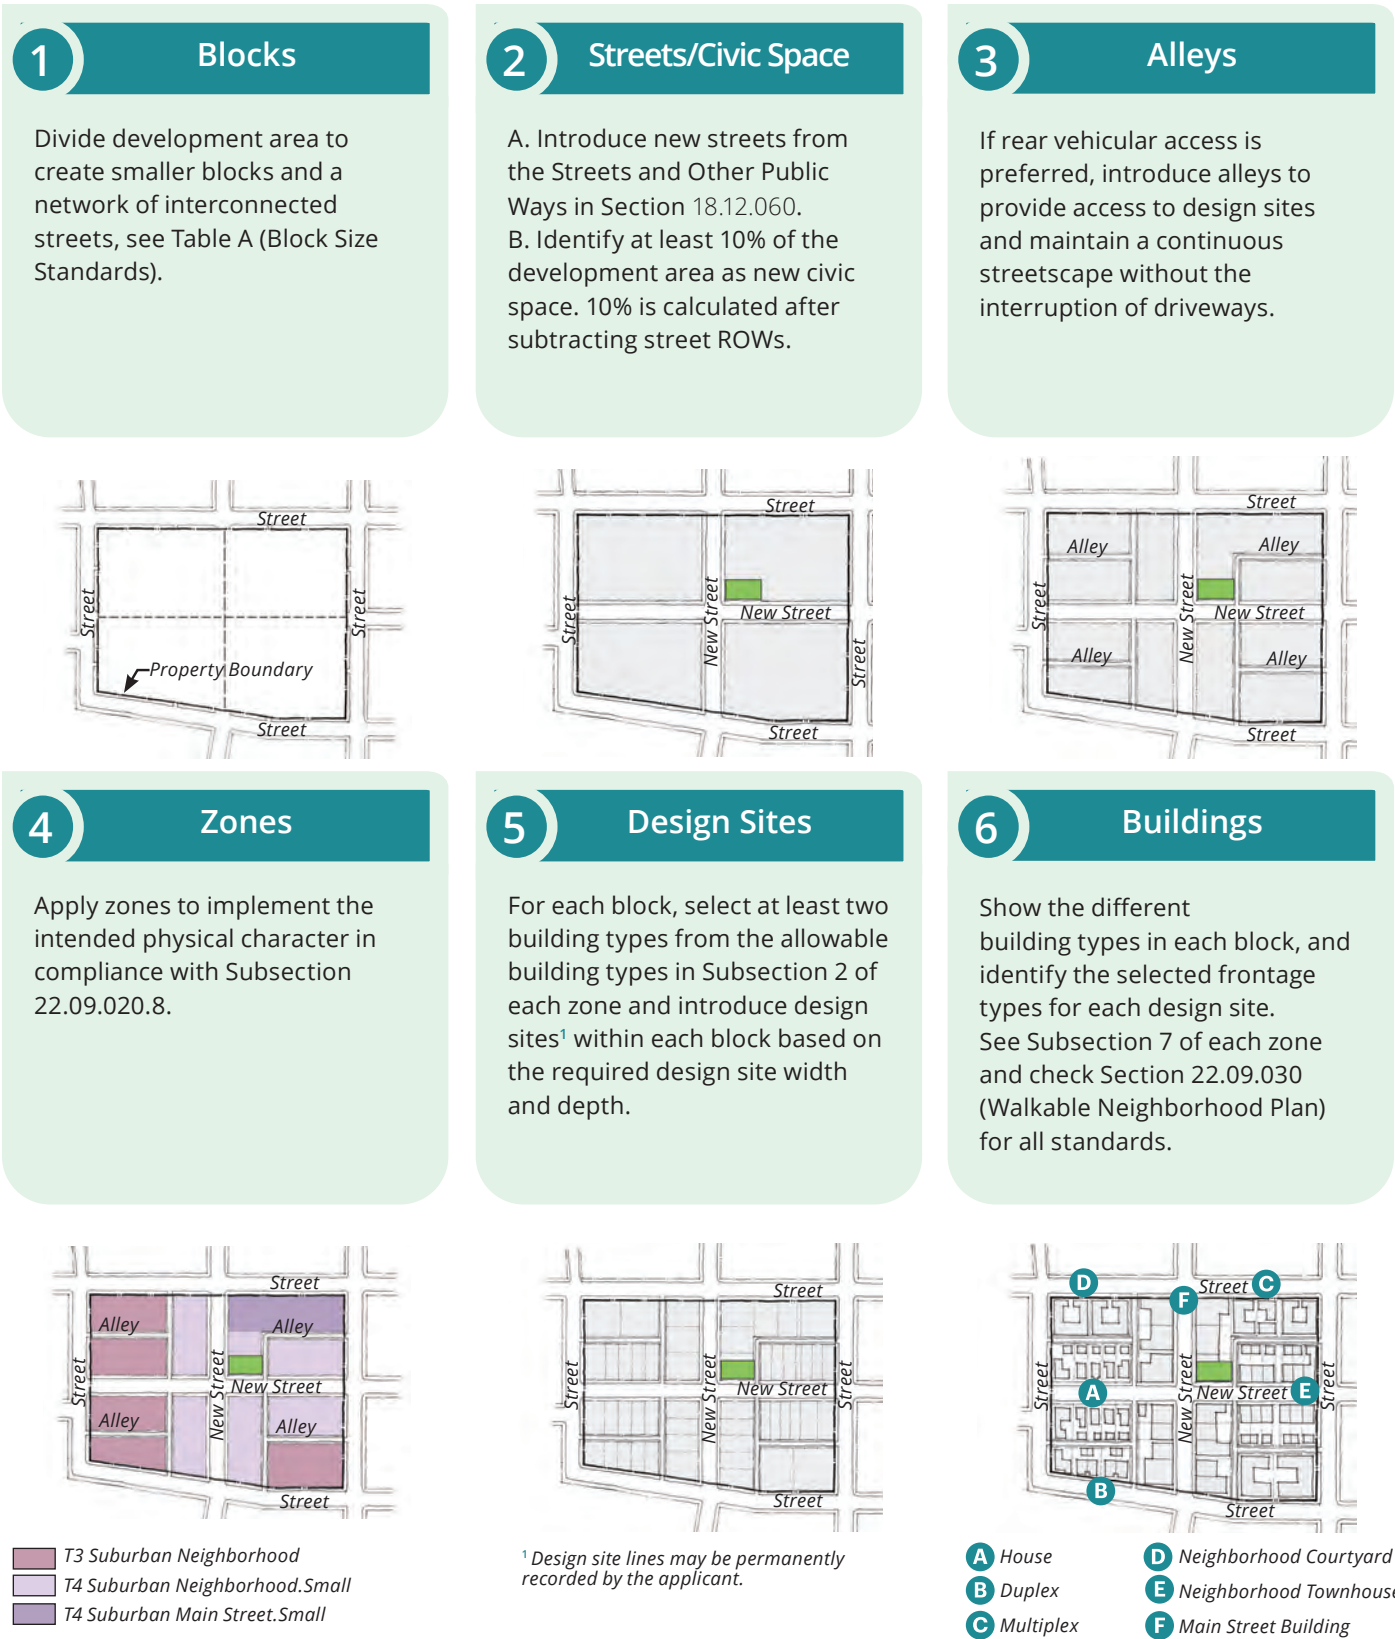 1
Blocks
Divide development area to
create smaller blocks and a
network of interconnected
streets, see Table A (Block Size
Standards).
2
Streets/Civic Space
A. Introduce new streets from
the Streets and Other Public
Ways in Section 18.12.060.
B. Identify at least 10% of the
development area as new civic
space. 10% is calculated after
subtracting street ROWs.
3
Alleys
If rear vehicular access is
preferred, introduce alleys to
provide access to design sites
and maintain a continuous
streetscape without the
interruption of driveways.
Street
Street
Street
Property Boundary
Street
Street
Street
New Street
New Street
Street
Street
Street
Alley
Alley
Street
New Street
New Street
Alley
Alley
Street
4
Zones
Apply zones to implement the
intended physical character in
compliance with Subsection
22.09.020.8.
5
Design Sites
For each block, select at least two
building types from the allowable
building types in Subsection 2 of
each zone and introduce design
sites¹ within each block based on
the required design site width
and depth.
6
Buildings
Show the different
building types in each block, and
identify the selected frontage
types for each design site.
See Subsection 7 of each zone
and check Section 22.09.030
(Walkable Neighborhood Plan)
for all standards.
Street
Alley
Alley
Street
New Street
New Street
Alley
Alley
Street
T3 Suburban Neighborhood
T4 Suburban Neighborhood.Small
T4 Suburban Main Street.Small
Street
Street
New Street
New Street
Street
Street
¹ Design site lines may be permanently
recorded by the applicant.
D
F
Street
C
Street
A
New Street
New Street
E
Street
B
Street
A House
B Duplex
C Multiplex
D Neighborhood Courtyard
E Neighborhood Townhouse
F Main Street Building